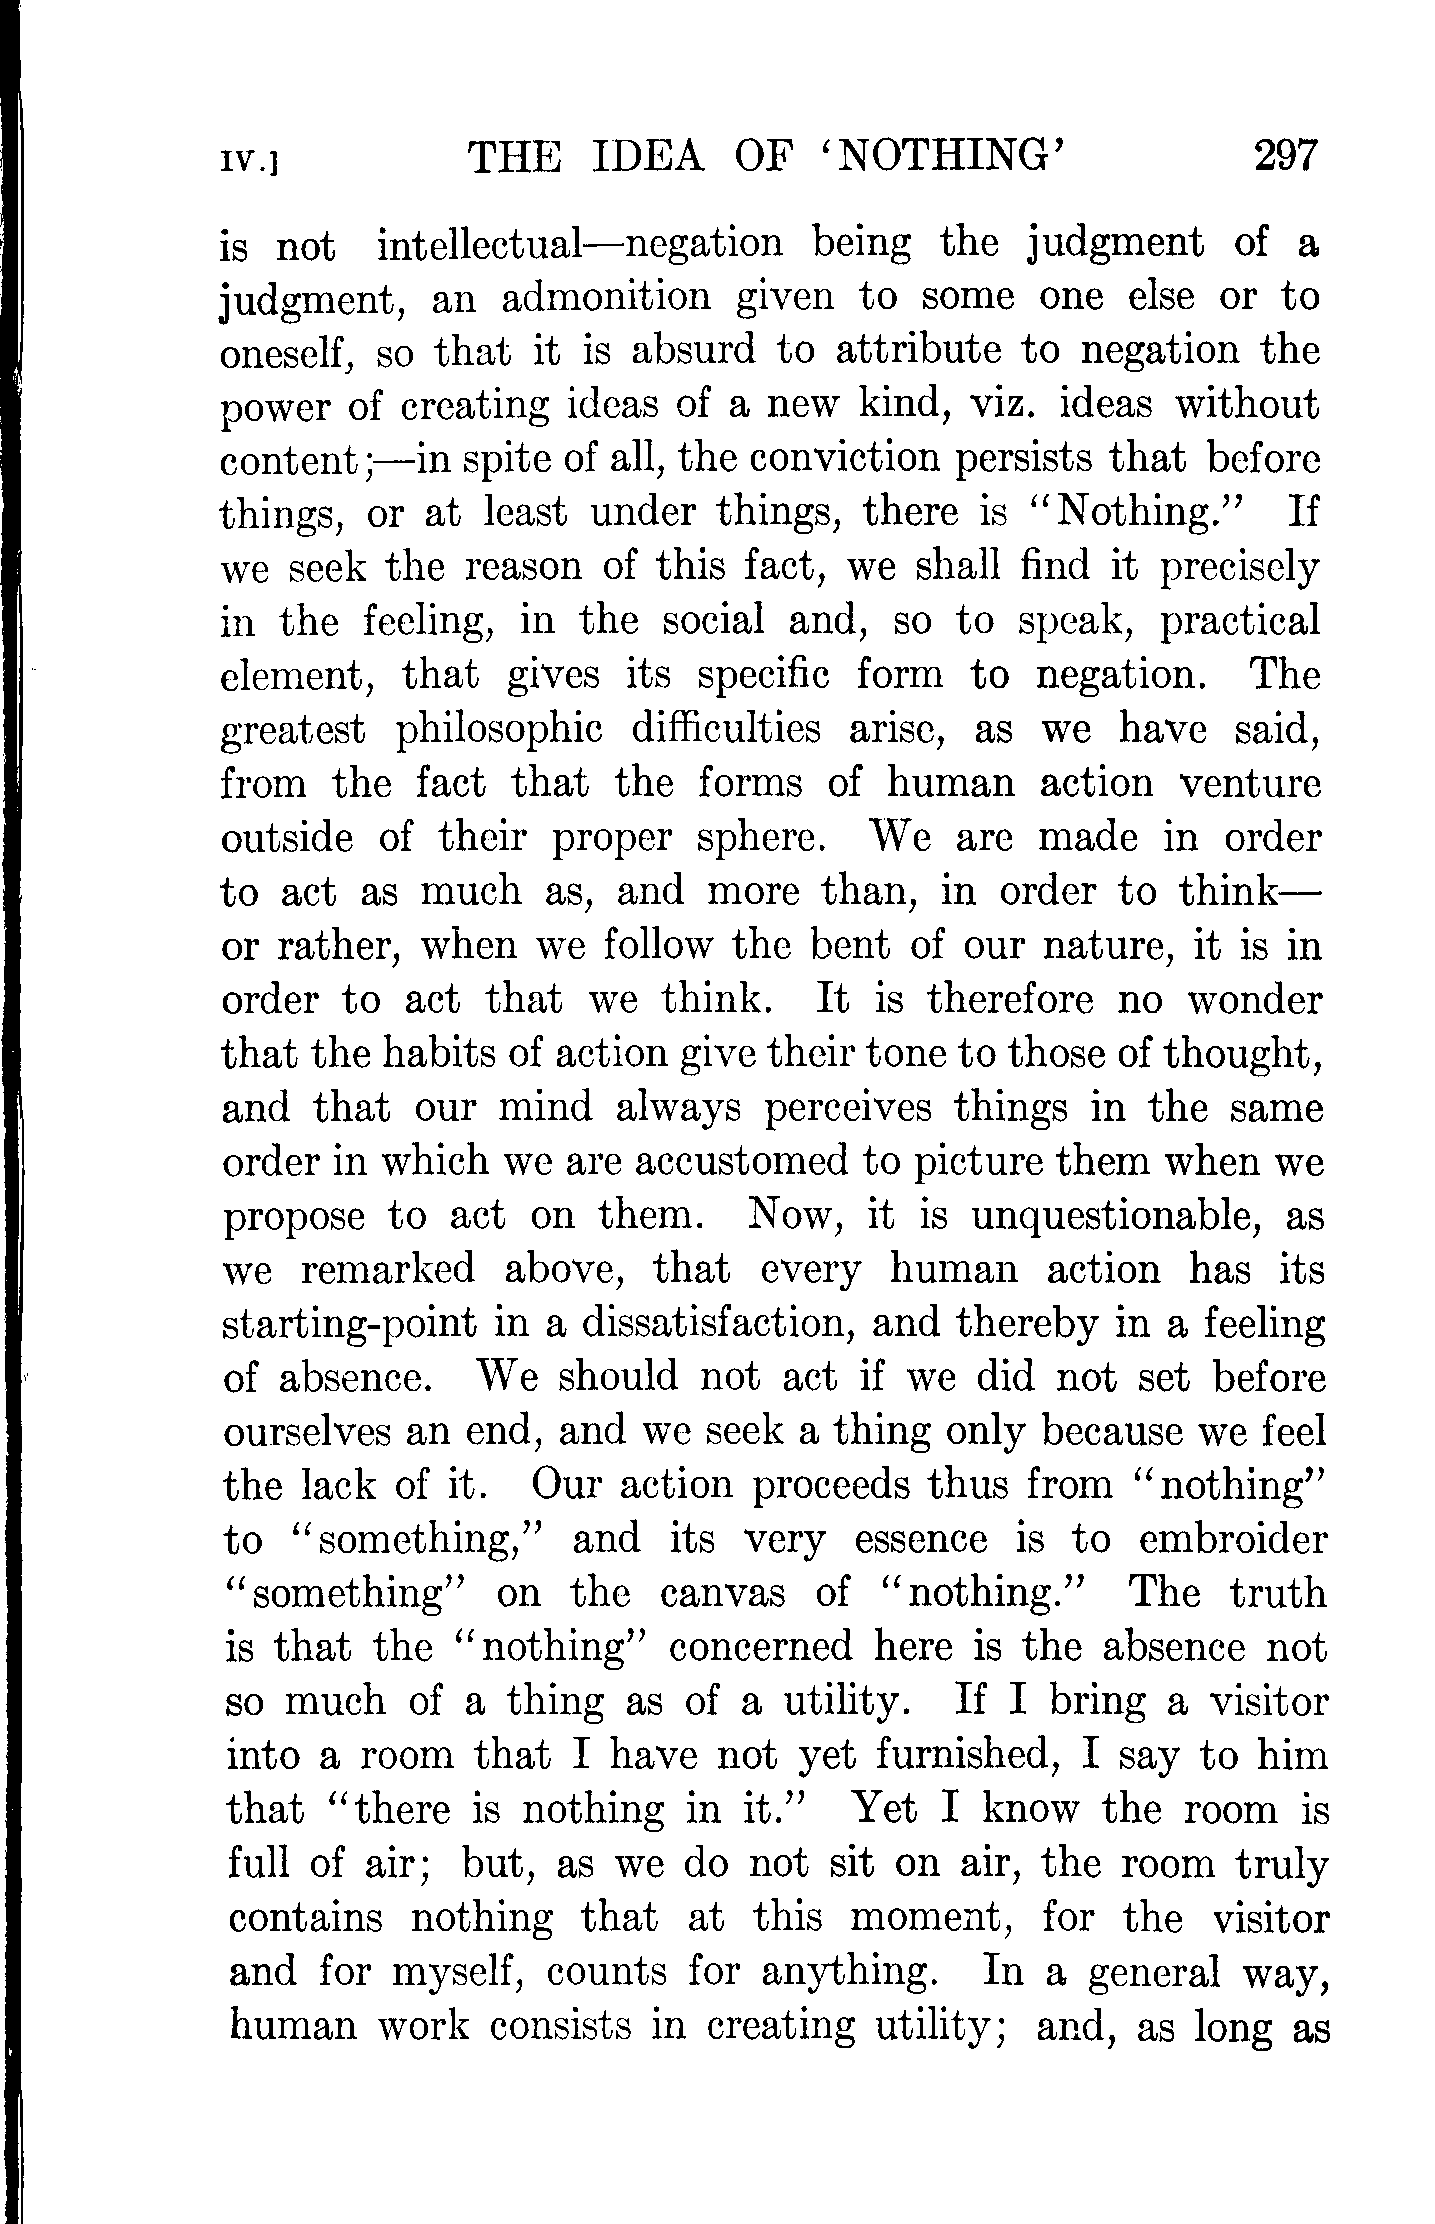 IV.] THE IDEA OF ‘NOTHING’ 297
is not intellectual—negation being the judgment of a
judgment, an admonition given to some one else or to
oneself, so that it is absurd to attribute to negation the
power of creating ideas of a new kind, viz. ideas without
content;—in spite of all, the conviction persists that before
things, or at least under things, there is “Nothing.” If
we seek the reason of this fact, we shall find it precisely
in the feeling, in the social and, so to speak, practical
element, that gives its specific form to negation. The
greatest philosophic difficulties arise, as we have said,
from the fact that the forms of human action venture
outside of their proper sphere. We are made in order
to act as much as, and more than, in order to think—
or rather, when we follow the bent of our nature, it is in
order to act that we think. It is therefore no wonder
that the habits of action give their tone to those of thought,
and that our mind always perceives things in the same
order in which we are accustomed to picture them when we
propose to act on them. Now, it is unquestionable, as
we remarked above, that every human action has its
starting-point in a dissatisfaction, and thereby in a feeling
of absence. We should not act if we did not set before
ourselves an end, and we seek a thing only because we feel
the lack of it. Our action proceeds thus from “nothing”
to “something,” and its very essence is to embroider
“something” on the canvas of “nothing.” The truth
is that the “nothing” concerned here is the absence not
so much of a thing as of a utility. If I bring a visitor
into a room that I have not yet furnished, I say to him
that “there is nothing in it.” Yet I know the room is
full of air; but, as we do not sit on air, the room truly
contains nothing that at this moment, for the visitor
and for myself, counts for anything. In a general way,
human work consists in creating utility; and, as long as